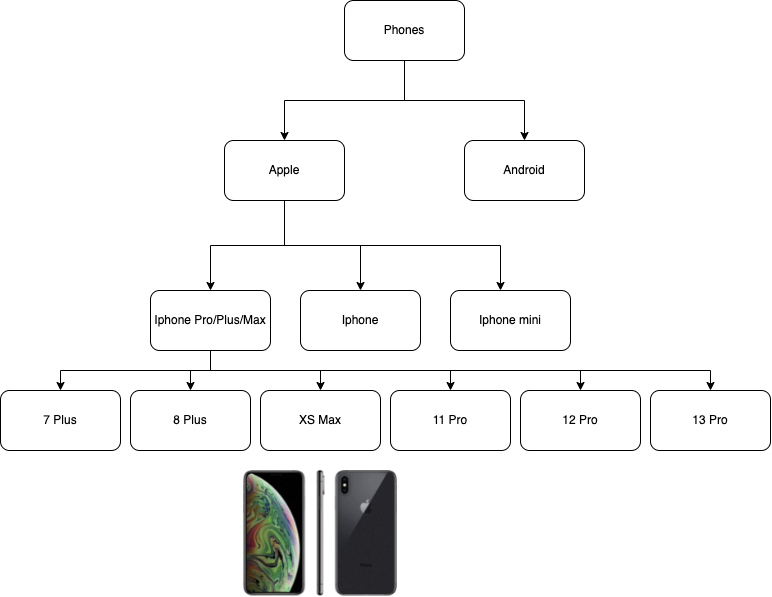 Phones
Apple
Android
Iphone Pro/Plus/Max
Iphone
Iphone mini
7 Plus
8 Plus
XS Max
11 Pro
12 Pro
13 Pro